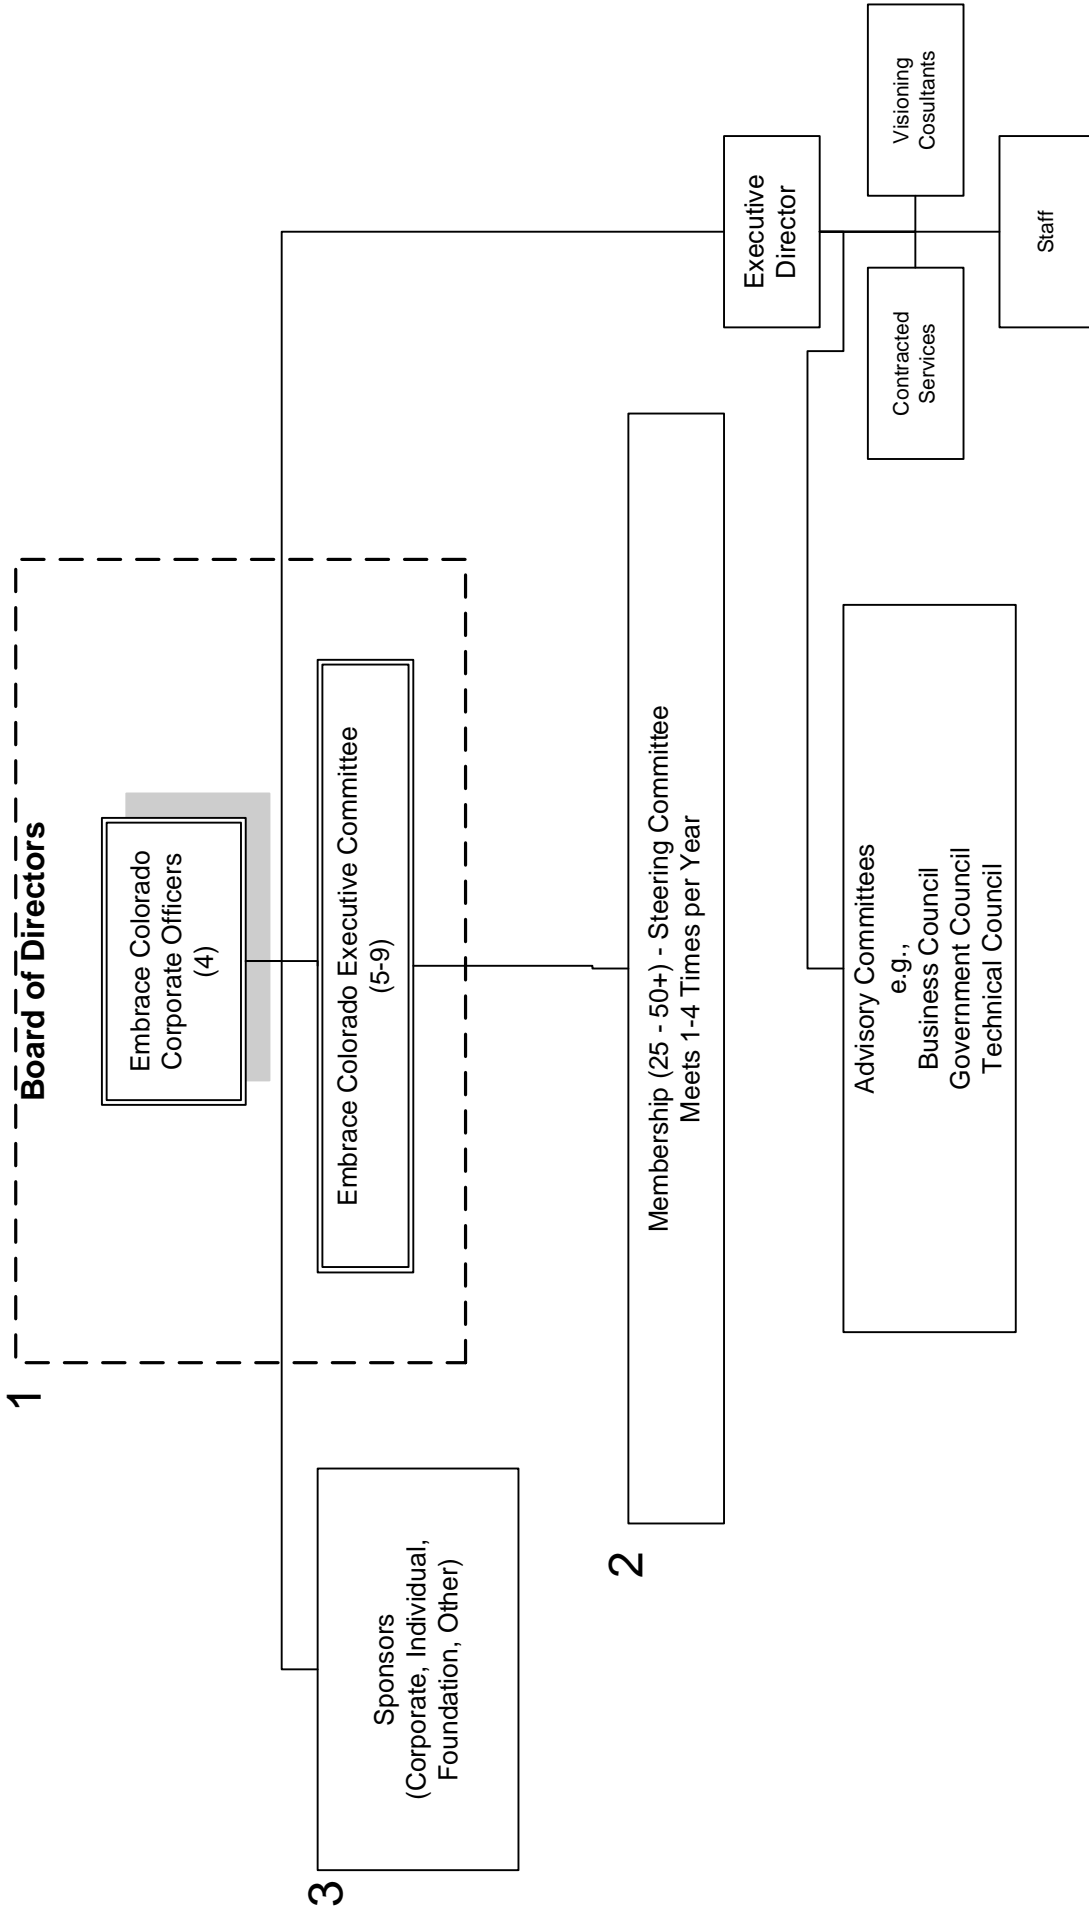 1
Board of Directors
Embrace Colorado
Corporate Officers
(4)
Embrace Colorado Executive Committee
(5-9)
3
Sponsors
(Corporate, Individual,
Foundation, Other)
2
Membership (25 - 50+) - Steering Committee
Meets 1-4 Times per Year
Executive
Director
Advisory Committees
e.g.,
Business Council
Government Council
Technical Council
Contracted
Services
Visioning
Cosultants
Staff